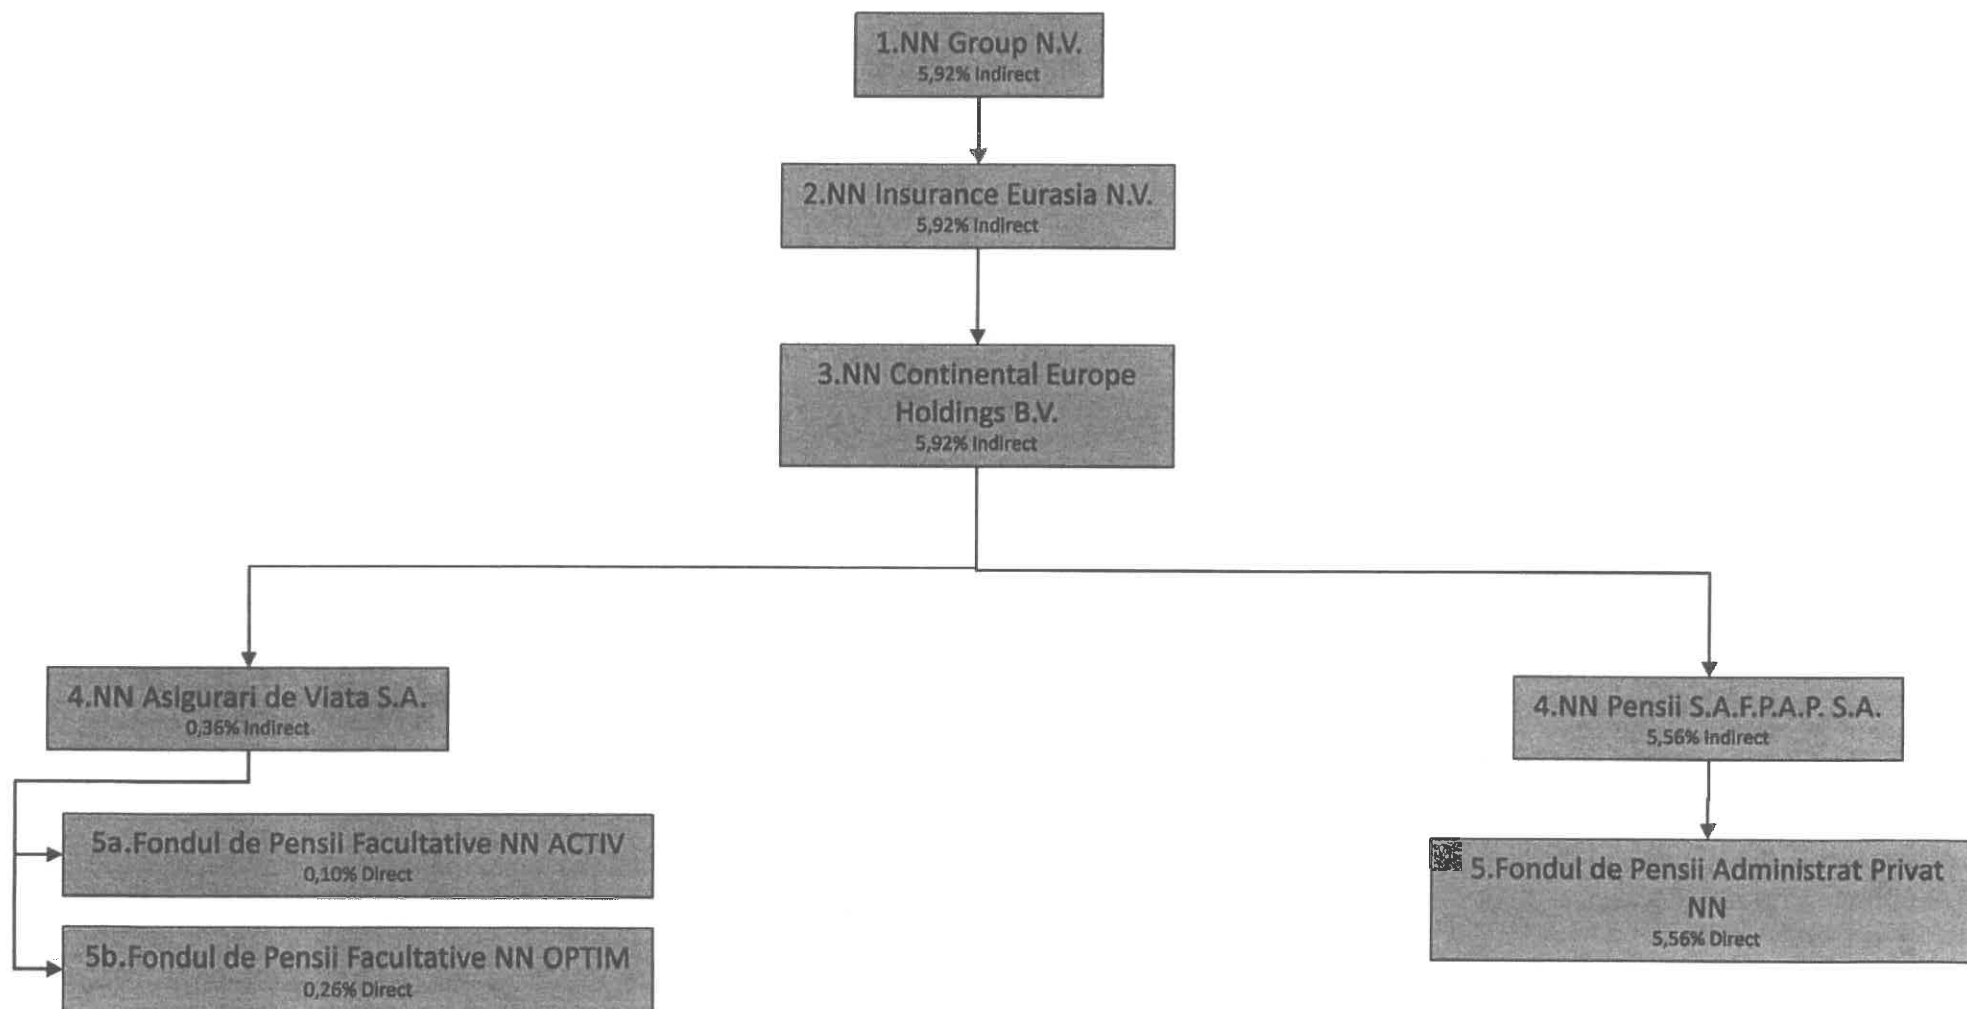 1.NN Group N.V.
5,92% Indirect
2.NN Insurance Eurasia N.V.
5,92% Indirect
3.NN Continental Europe
Holdings B.V.
5,92% Indirect
4.NN Asigurari de Viata S.A.
0,36% Indirect
5a.Fondul de Pensii Facultative NN ACTIV
0,10% Direct
5b.Fondul de Pensii Facultative NN OPTIM
0,26% Direct
4.NN Pensii S.A.F.P.A.P. S.A.
5,56% Indirect
5.Fondul de Pensii Administrat Privat
NN
5,56% Direct